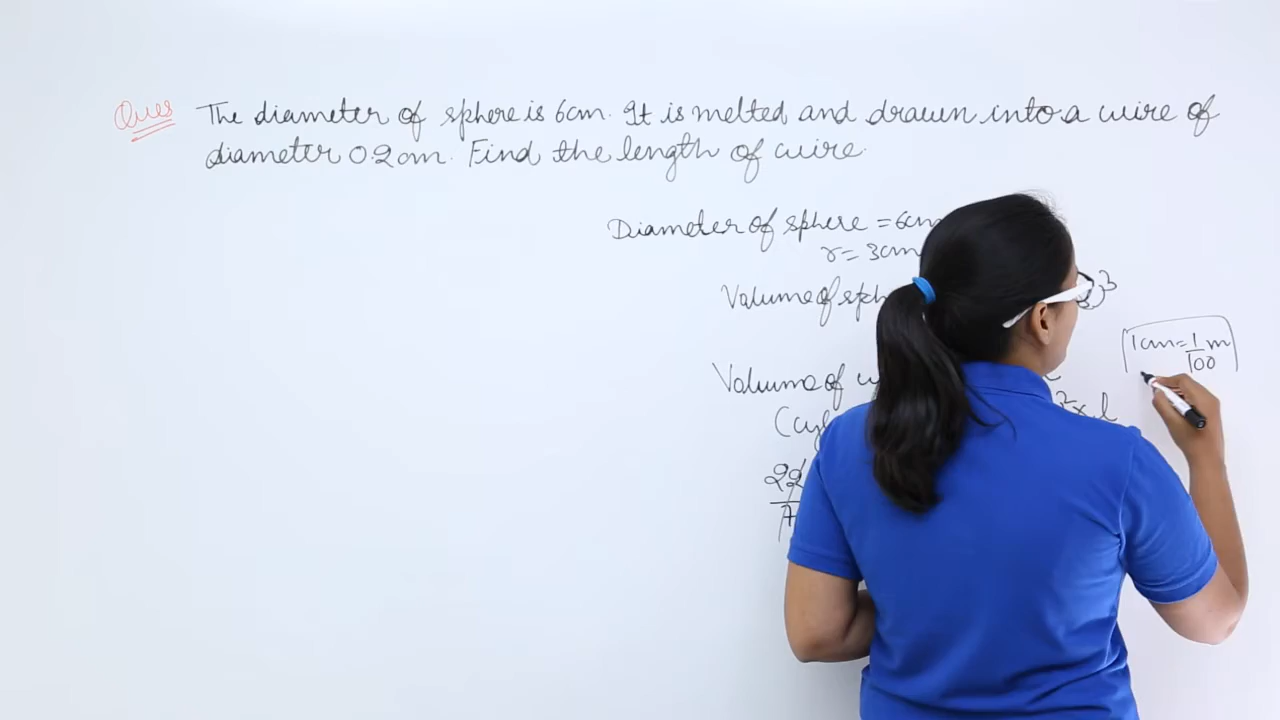 Ques The diameter of sphere is 6cm. It is melted and drawn into a wire of
diameter 0.2cm. Find the length of wire.
Diameter of sphere = 6cm
r = 3cm
Volume of sph )³
1cm = 1/100 m
Volume of
(cyl ² × l
22/7